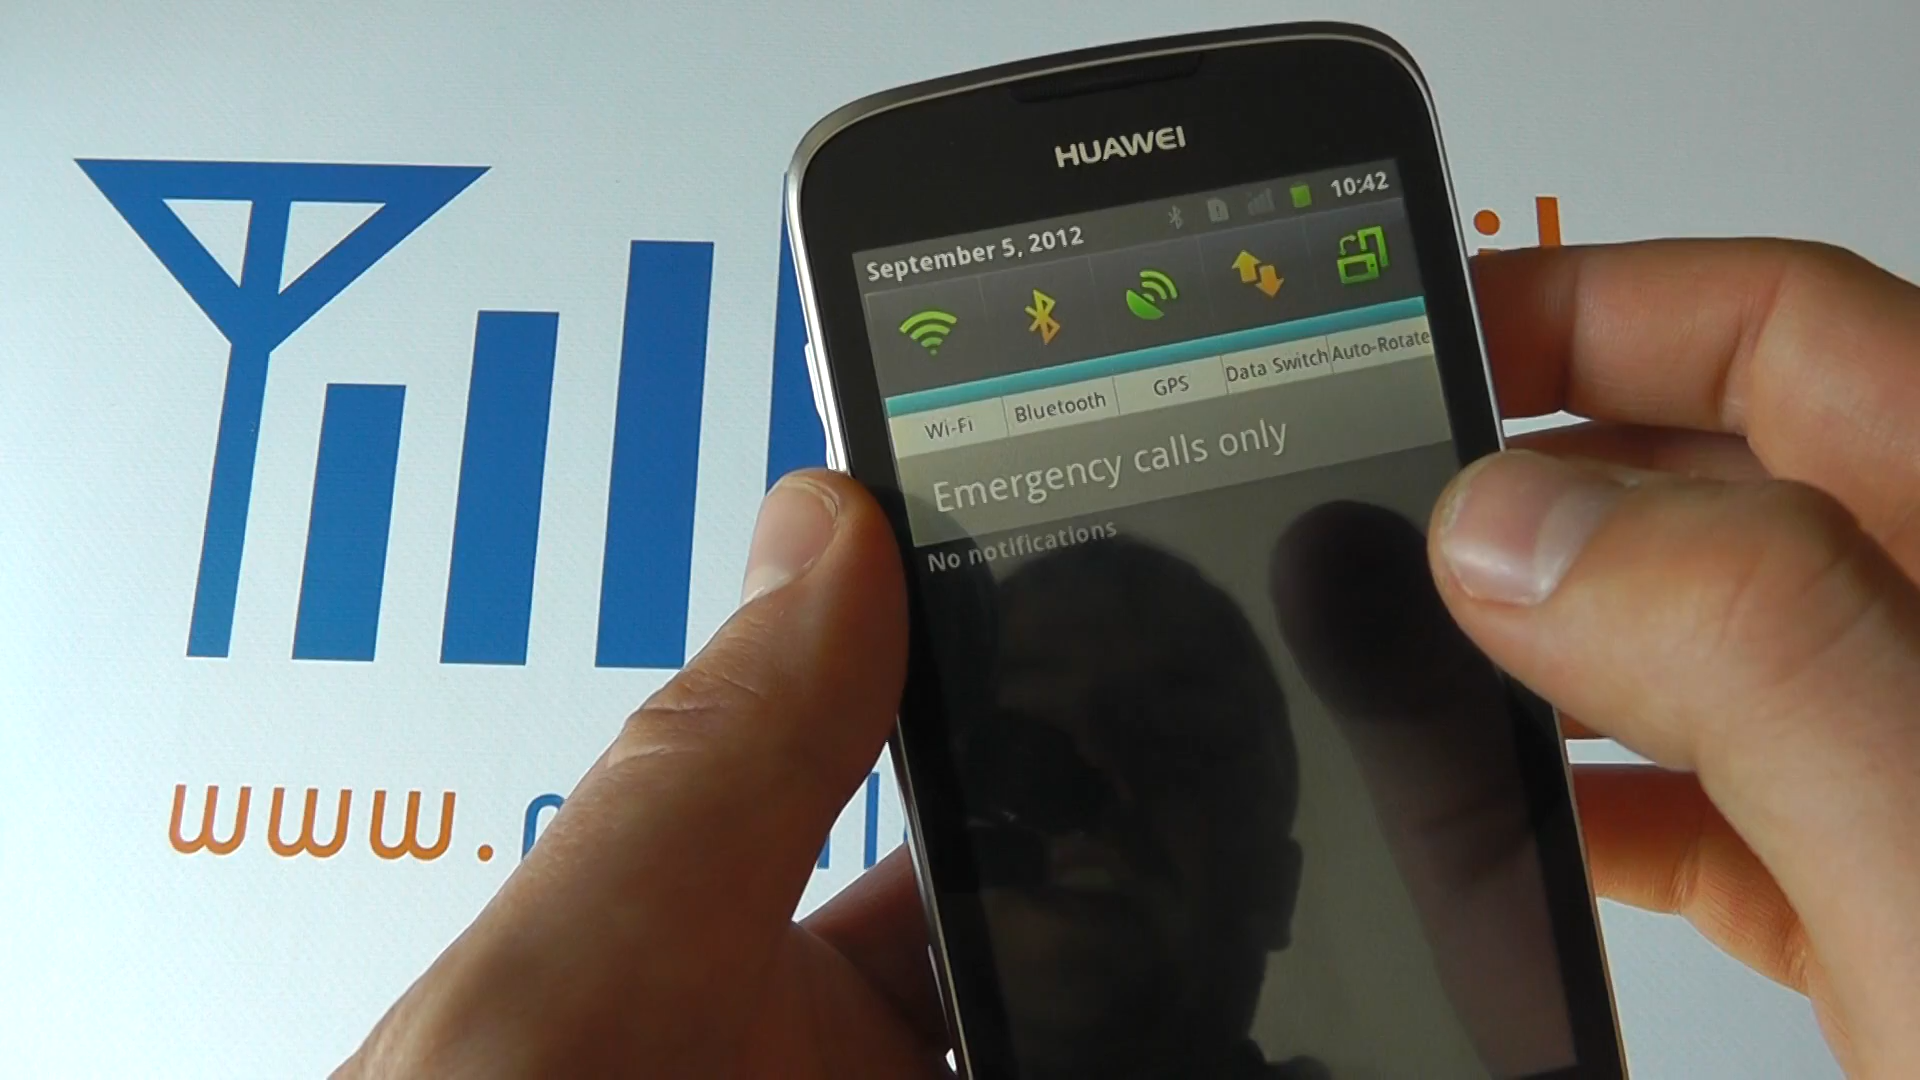 HUAWEI
10:42
September 5, 2012
Wi-Fi
Bluetooth
GPS
Data Switch
Auto-Rotate
Emergency calls only
No notifications
www.